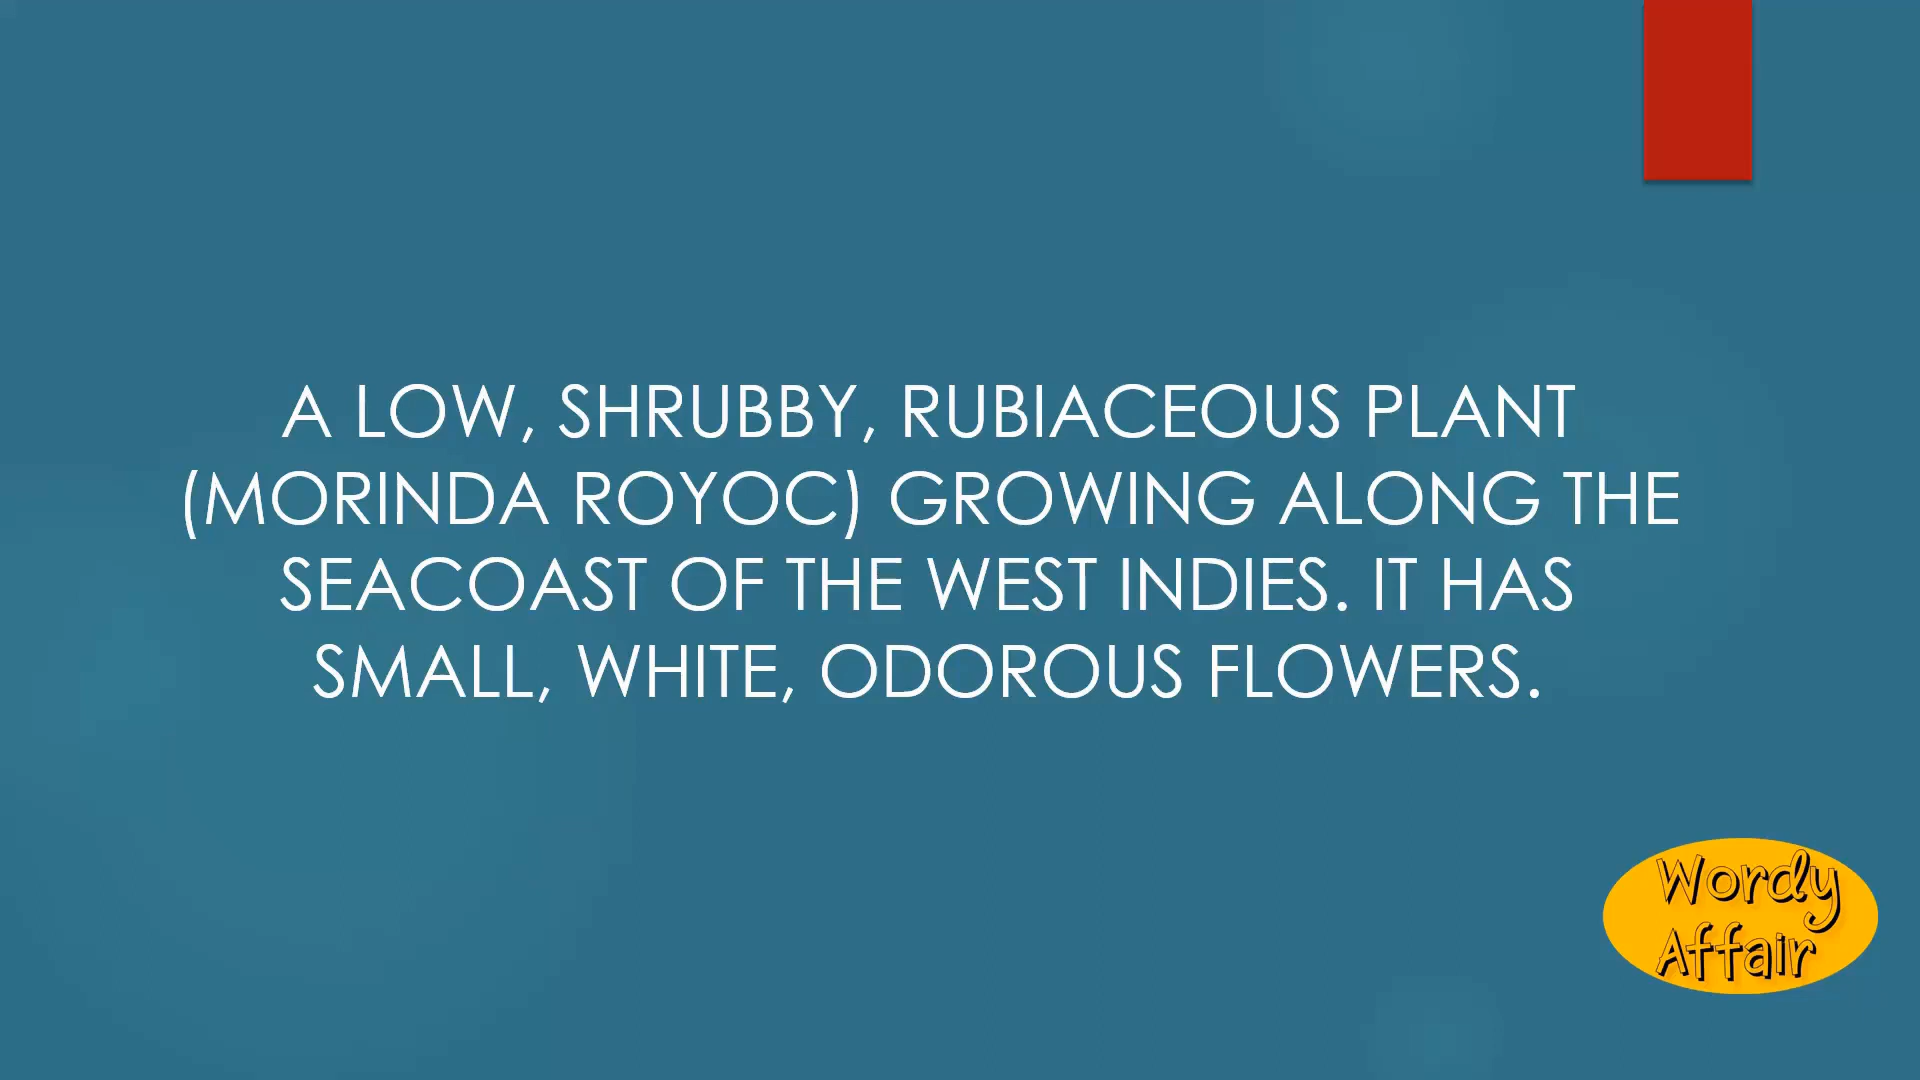 A LOW, SHRUBBY, RUBIACEOUS PLANT
(MORINDA ROYOC) GROWING ALONG THE
SEACOAST OF THE WEST INDIES. IT HAS
SMALL, WHITE, ODOROUS FLOWERS.
Wordy
Affair